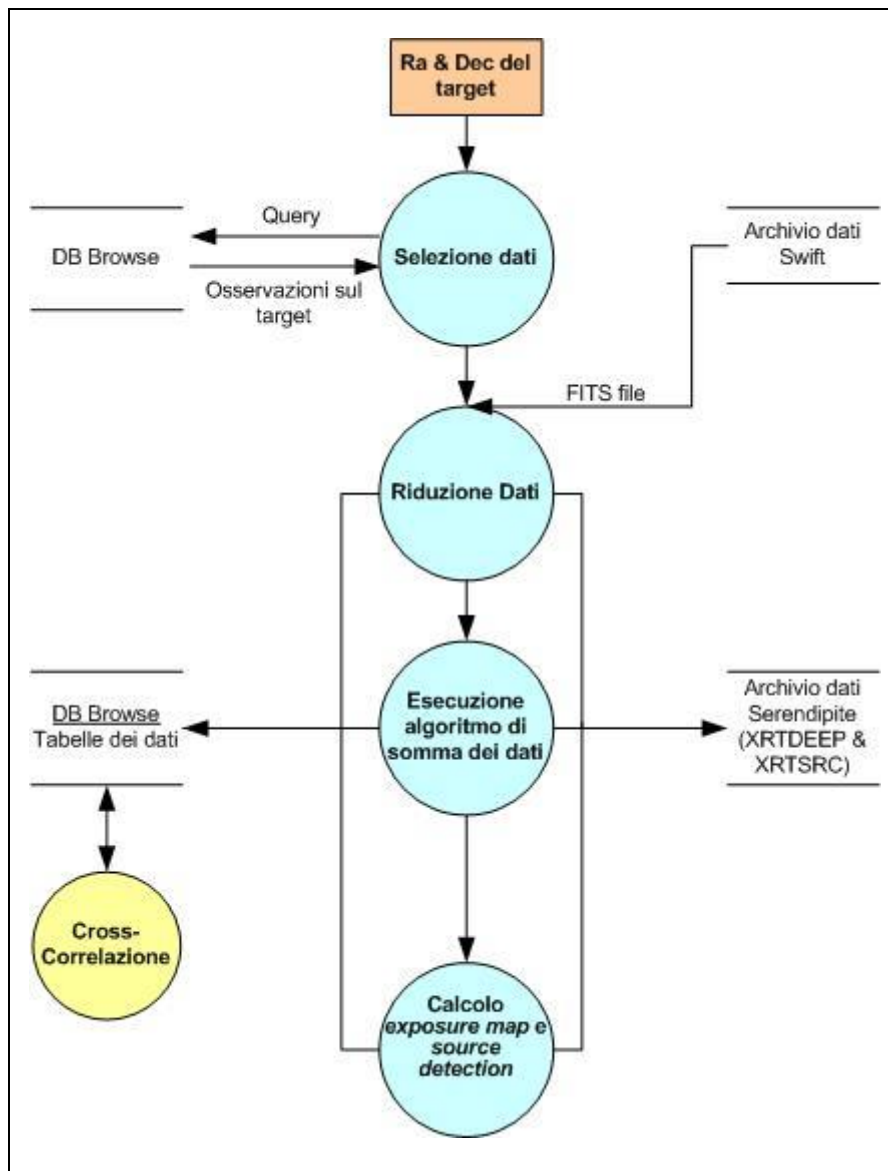 Ra & Dec del
target
Query
DB Browse
Osservazioni sul
target
Selezione dati
Archivio dati
Swift
FITS file
Riduzione Dati
DB Browse
Tabelle dei dati
Esecuzione
algoritmo di
somma dei dati
Archivio dati
Serendipite
(XRTDEEP &
XRTSRC)
Cross-
Correlazione
Calcolo
exposure map e
source
detection